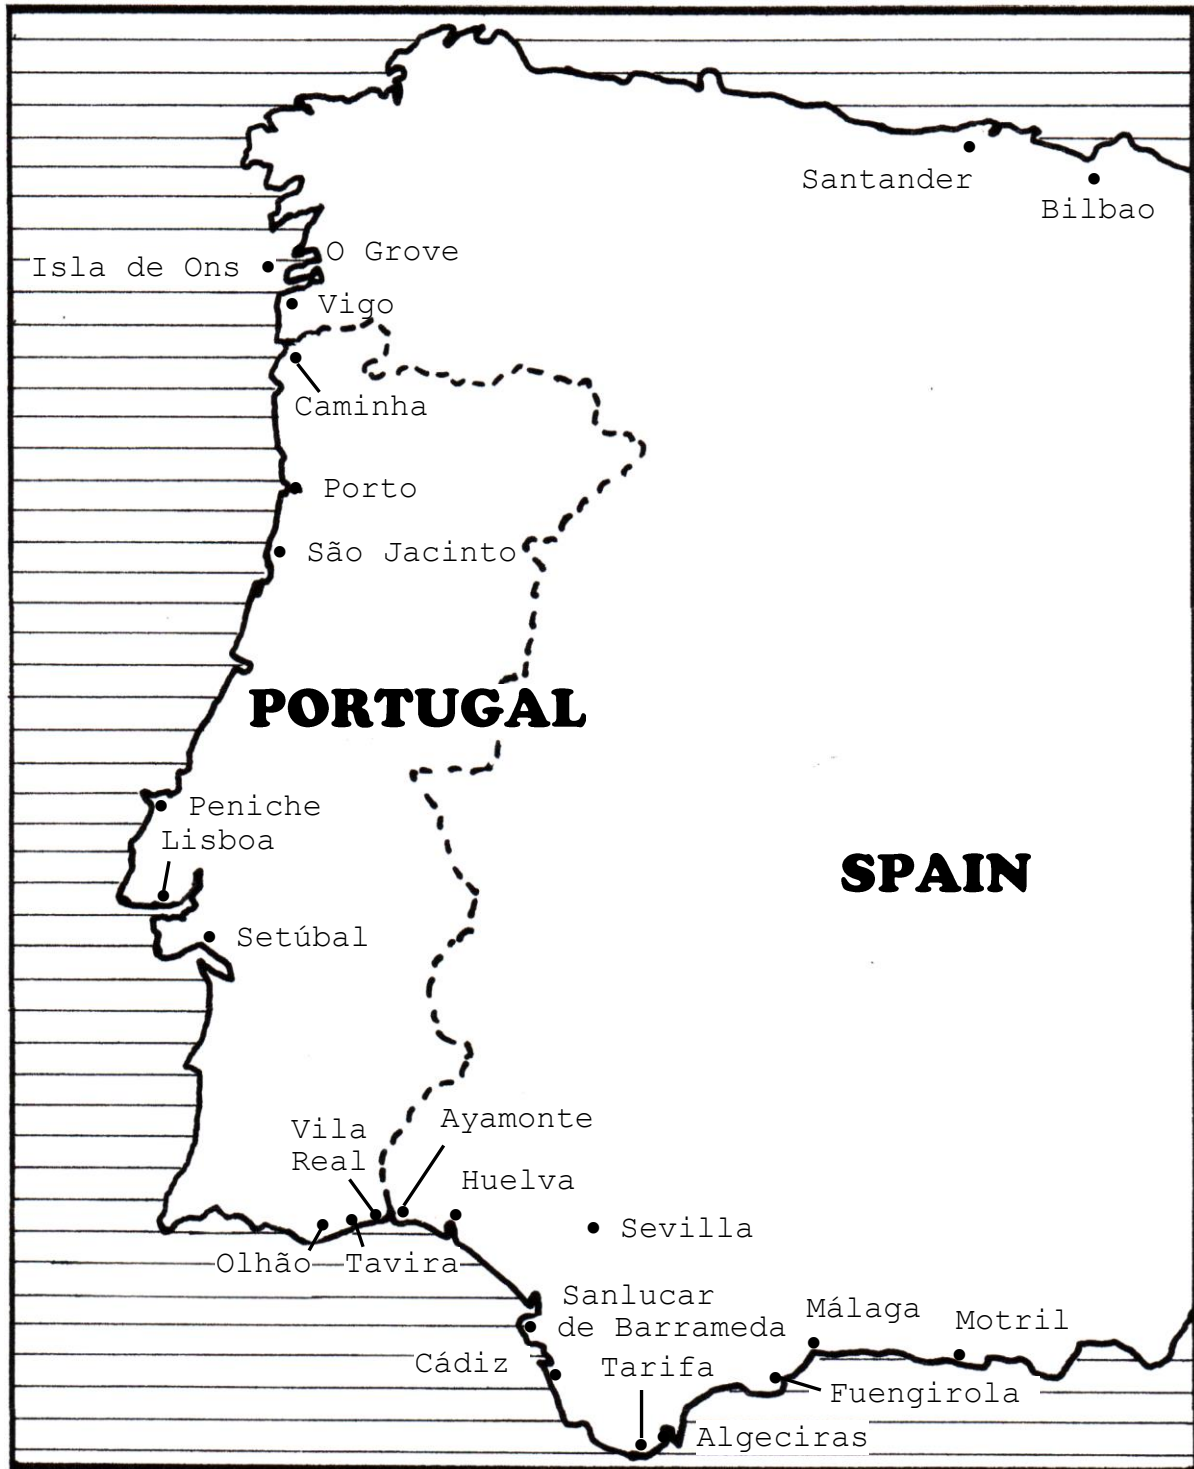 Santander
Bilbao
O Grove
Isla de Ons
Vigo
Caminha
Porto
São Jacinto
PORTUGAL
Peniche
Lisboa
SPAIN
Setúbal
Ayamonte
Vila
Real
Huelva
Sevilla
Olhão
Tavira
Sanlucar
de Barrameda
Málaga
Motril
Cádiz
Tarifa
Fuengirola
Algeciras